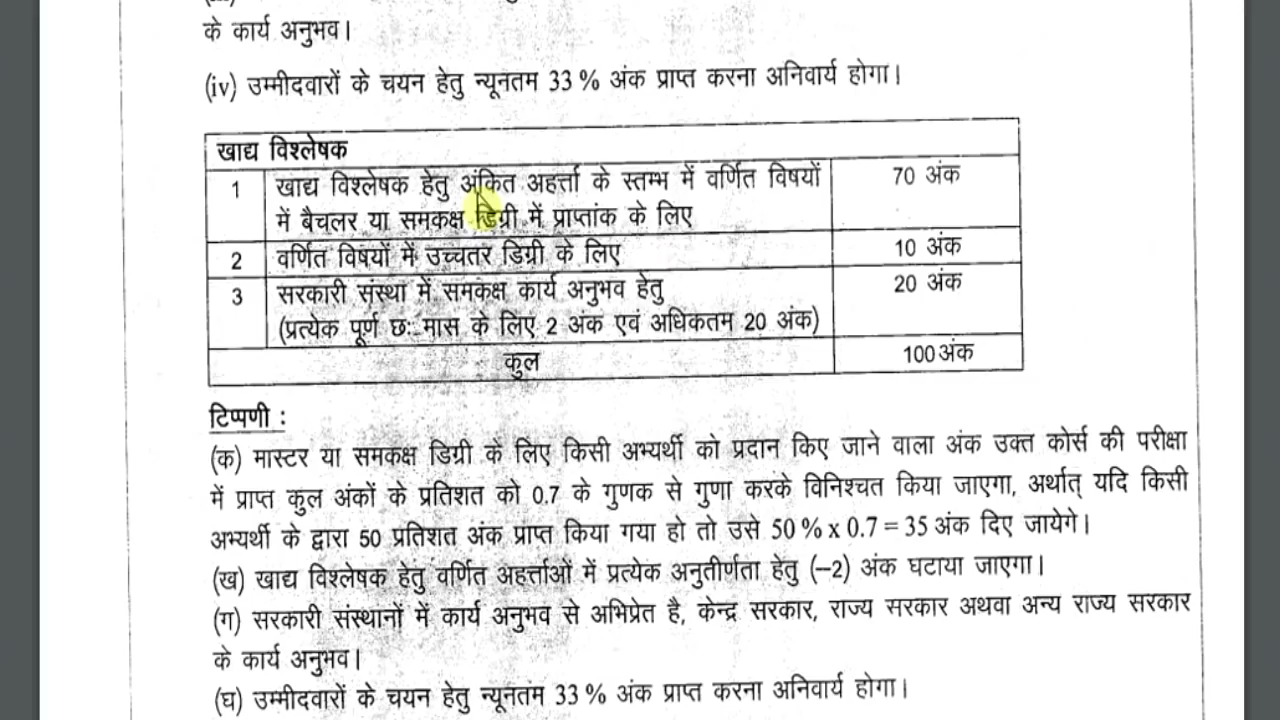 के कार्य अनुभव।
(iv) उम्मीदवारों के चयन हेतु न्यूनतम 33 % अंक प्राप्त करना अनिवार्य होगा।
खाद्य विश्लेषक
1 खाद्य विश्लेषक हेतु अंकित अहर्त्ता के स्तम्भ में वर्णित विषयों 70 अंक
में बैचलर या समकक्ष डिग्री में प्राप्तांक के लिए
2 वर्णित विषयों में उच्चतर डिग्री के लिए 10 अंक
3 सरकारी संस्था में समकक्ष कार्य अनुभव हेतु 20 अंक
(प्रत्येक पूर्ण छः मास के लिए 2 अंक एवं अधिकतम 20 अंक)
कुल 100 अंक
टिप्पणी :
(क) मास्टर या समकक्ष डिग्री के लिए किसी अभ्यर्थी को प्रदान किए जाने वाला अंक उक्त कोर्स की परीक्षा
में प्राप्त कुल अंकों के प्रतिशत को 0.7 के गुणक से गुणा करके विनिश्चत किया जाएगा, अर्थात् यदि किसी
अभ्यर्थी के द्वारा 50 प्रतिशत अंक प्राप्त किया गया हो तो उसे 50 % x 0.7 = 35 अंक दिए जायेगे।
(ख) खाद्य विश्लेषक हेतु वर्णित अहर्त्ताओं में प्रत्येक अनुतीर्णता हेतु (–2) अंक घटाया जाएगा।
(ग) सरकारी संस्थानों में कार्य अनुभव से अभिप्रेत है, केन्द्र सरकार, राज्य सरकार अथवा अन्य राज्य सरकार
के कार्य अनुभव।
(घ) उम्मीदवारों के चयन हेतु न्यूनतम 33 % अंक प्राप्त करना अनिवार्य होगा।